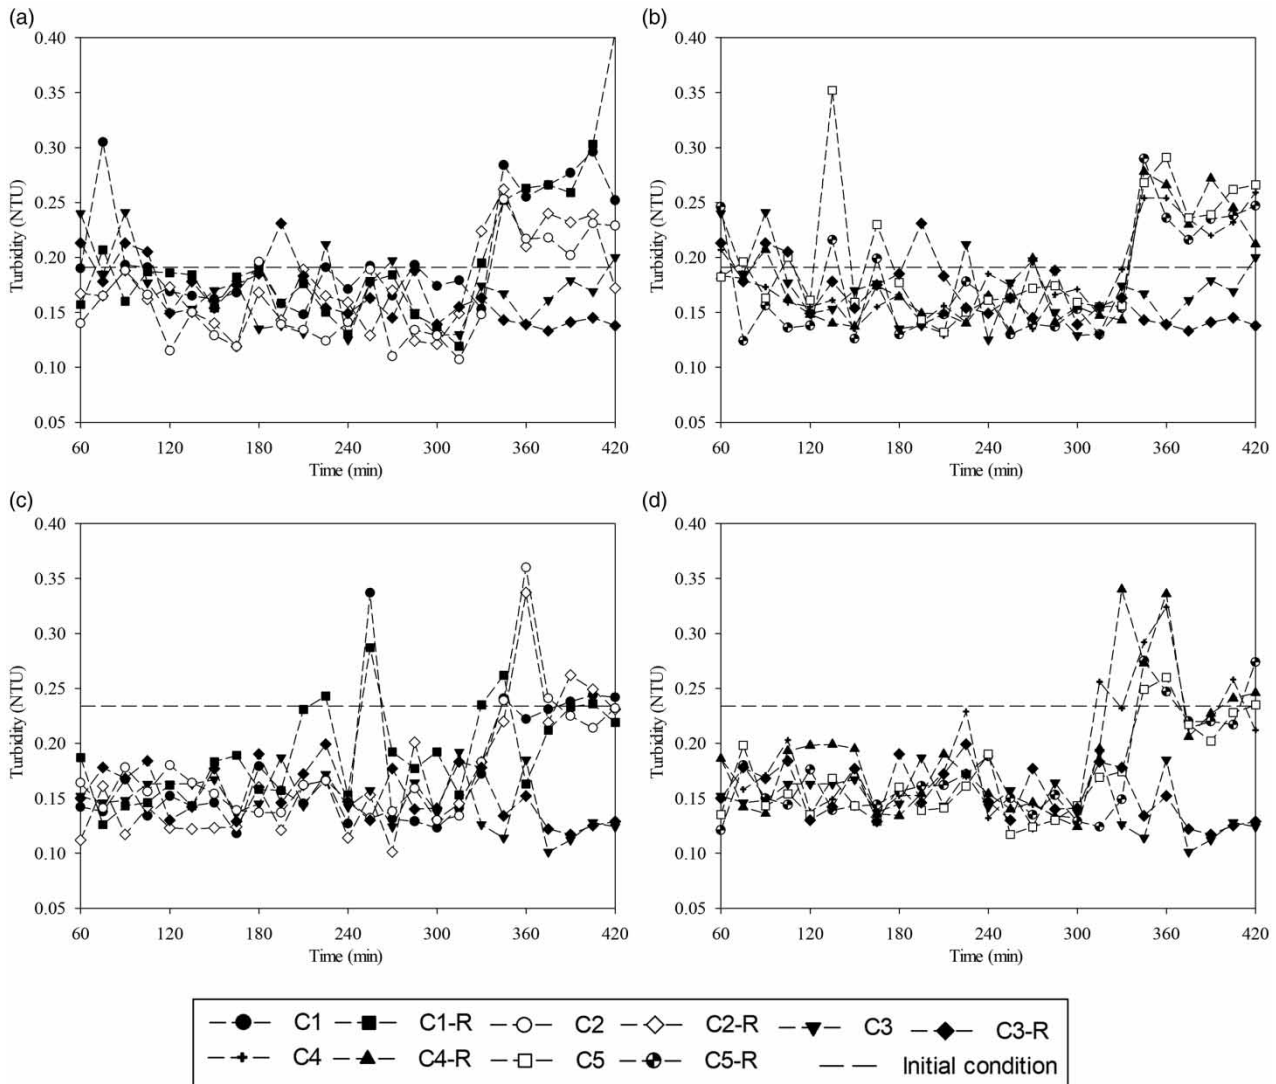 (a)
0.40
0.35
0.30
0.25
0.20
0.15
0.10
0.05
Turbidity (NTU)
60 120 180 240 300 360 420
Time (min)
(b)
0.40
0.35
0.30
0.25
0.20
0.15
0.10
0.05
Turbidity (NTU)
60 120 180 240 300 360 420
Time (min)
(c)
0.40
0.35
0.30
0.25
0.20
0.15
0.10
0.05
Turbidity (NTU)
60 120 180 240 300 360 420
Time (min)
(d)
0.40
0.35
0.30
0.25
0.20
0.15
0.10
0.05
Turbidity (NTU)
60 120 180 240 300 360 420
Time (min)
C1 C1-R C2 C2-R C3 C3-R
C4 C4-R C5 C5-R Initial condition